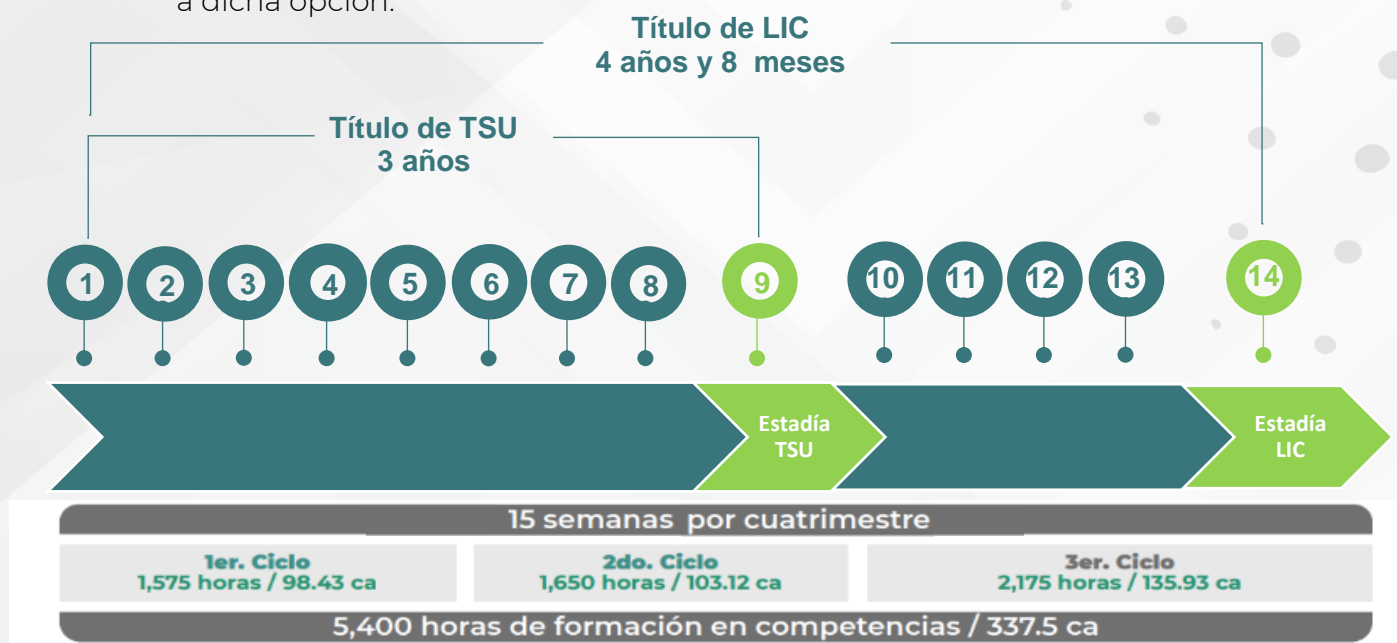 a dicha opción.
Título de LIC
4 años y 8 meses
Título de TSU
3 años
1 2 3 4 5 6 7 8 9 10 11 12 13 14
Estadía
TSU
Estadía
LIC
15 semanas por cuatrimestre
1er. Ciclo
1,575 horas / 98.43 ca
2do. Ciclo
1,650 horas / 103.12 ca
3er. Ciclo
2,175 horas / 135.93 ca
5,400 horas de formación en competencias / 337.5 ca